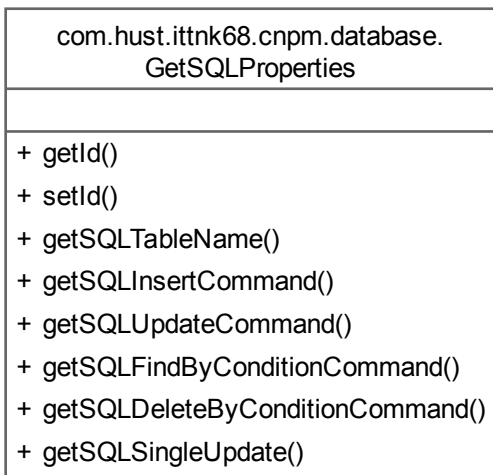 com.hust.ittnk68.cnpm.database.
GetSQLProperties
+ getId()
+ setId()
+ getSQLTableName()
+ getSQLInsertCommand()
+ getSQLUpdateCommand()
+ getSQLFindByConditionCommand()
+ getSQLDeleteByConditionCommand()
+ getSQLSingleUpdate()